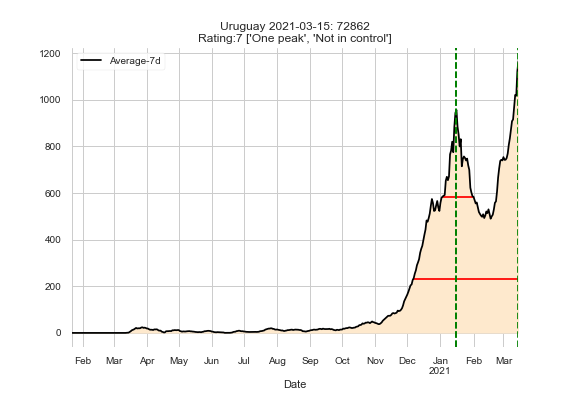 Uruguay 2021-03-15: 72862
Rating:7 ['One peak', 'Not in control']
Average-7d
1200
1000
800
600
400
200
0
Feb Mar Apr May Jun Jul Aug Sep Oct Nov Dec Jan Feb Mar
2021
Date